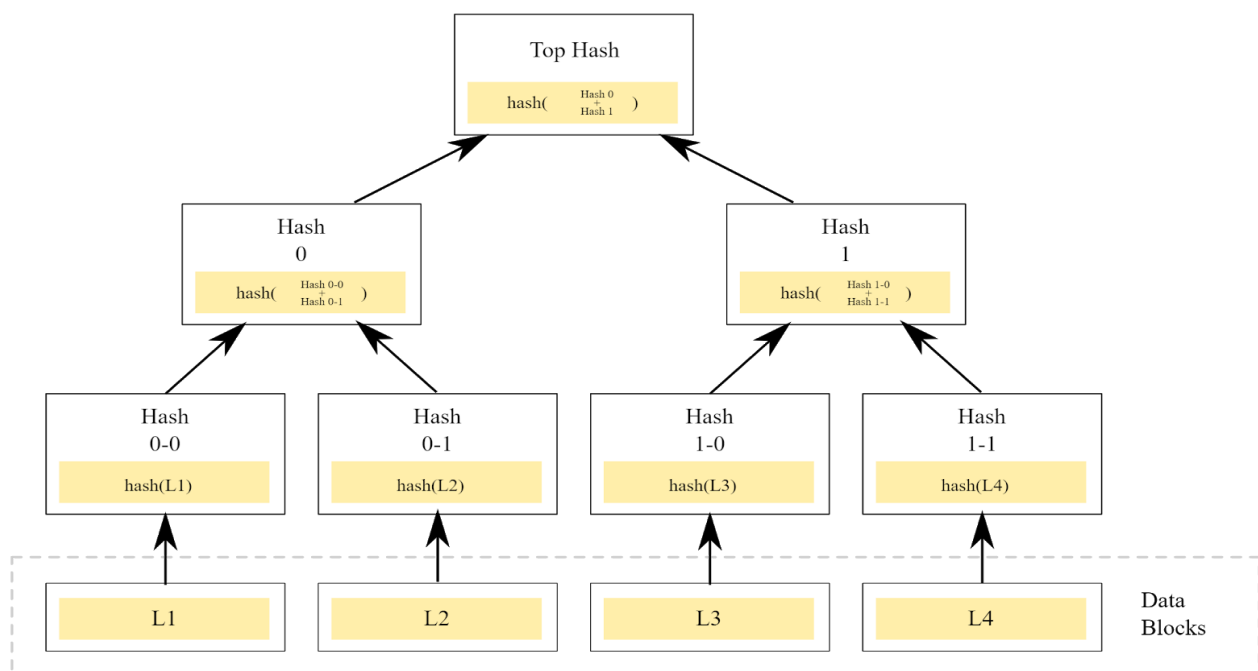 Top Hash
hash( Hash 0 + Hash 1 )
Hash
0
hash( Hash 0-0 + Hash 0-1 )
Hash
1
hash( Hash 1-0 + Hash 1-1 )
Hash
0-0
hash(L1)
Hash
0-1
hash(L2)
Hash
1-0
hash(L3)
Hash
1-1
hash(L4)
L1
L2
L3
L4
Data
Blocks